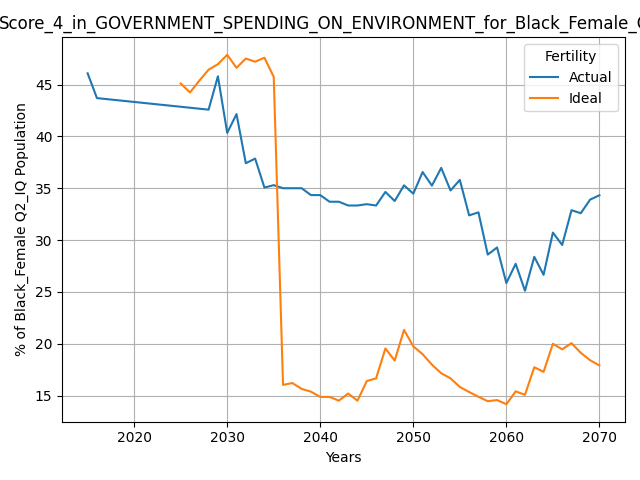 Score_4_in_GOVERNMENT_SPENDING_ON_ENVIRONMENT_for_Black_Female_
Fertility
Actual
Ideal
% of Black_Female Q2_IQ Population
45
40
35
30
25
20
15
2020 2030 2040 2050 2060 2070
Years